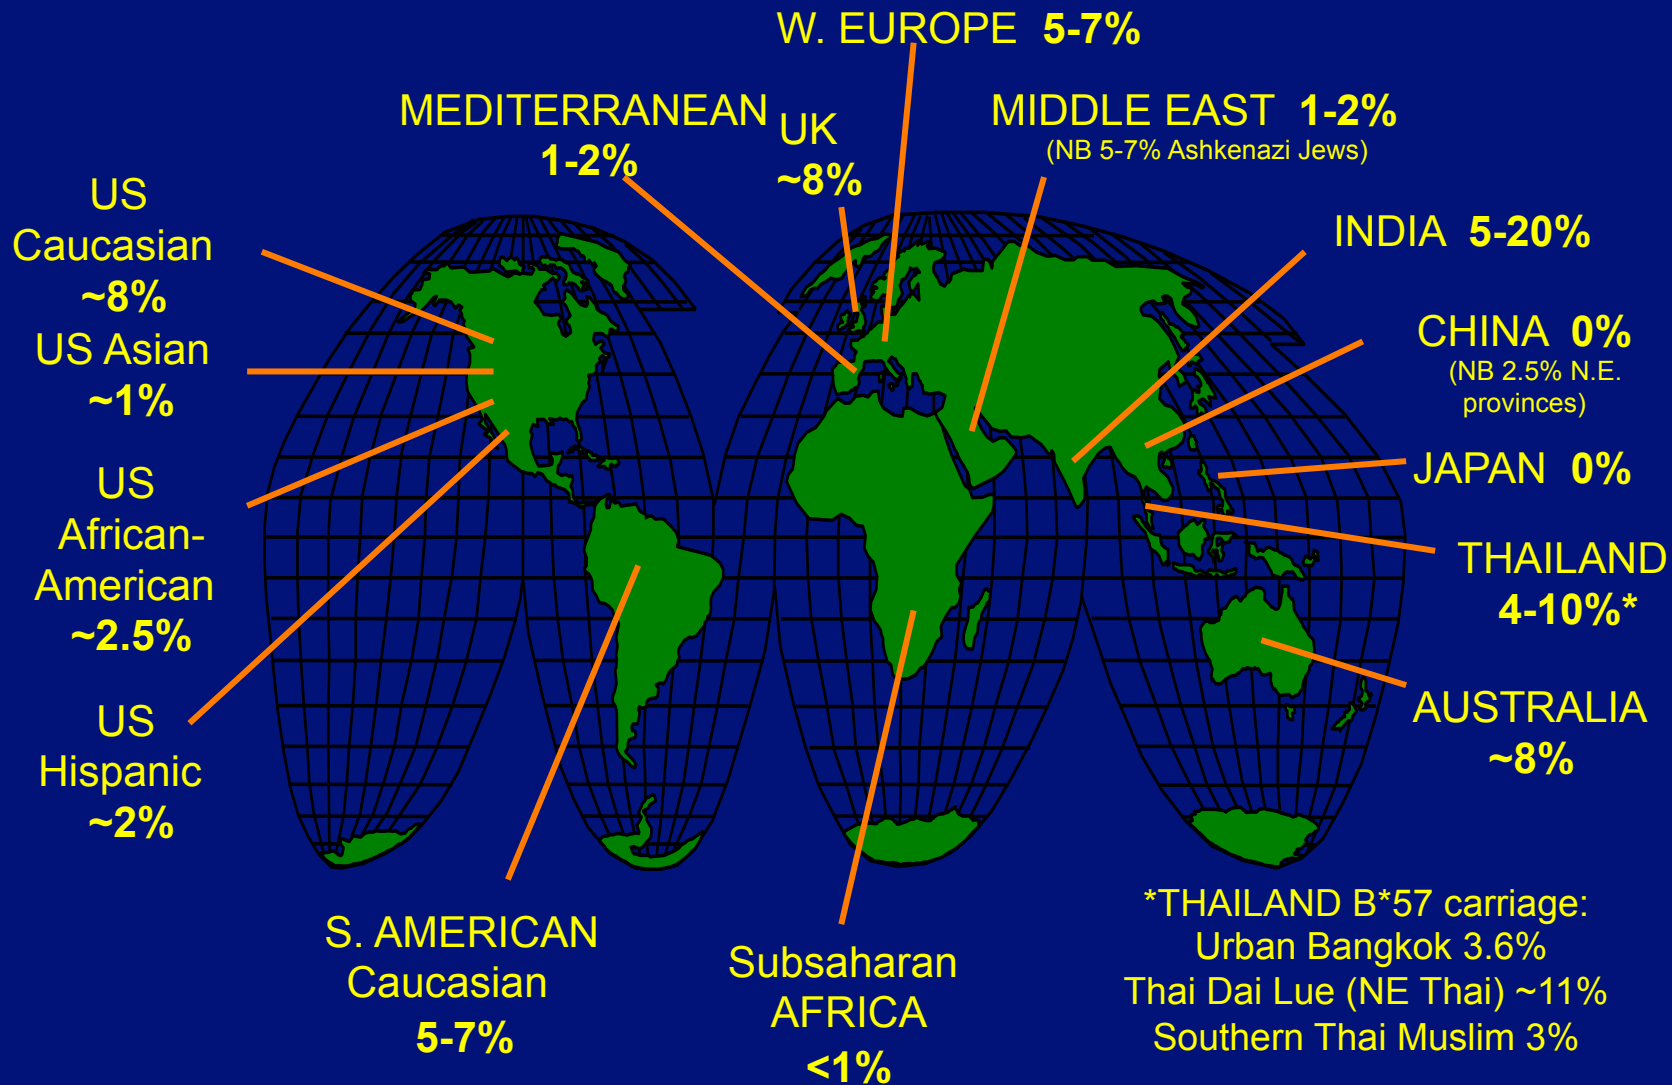 W. EUROPE 5-7%
MEDITERRANEAN
1-2%
UK
~8%
MIDDLE EAST 1-2%
(NB 5-7% Ashkenazi Jews)
US
Caucasian
~8%
US Asian
~1%
US
African-
American
~2.5%
US
Hispanic
~2%
INDIA 5-20%
CHINA 0%
(NB 2.5% N.E.
provinces)
JAPAN 0%
THAILAND
4-10%*
AUSTRALIA
~8%
S. AMERICAN
Caucasian
5-7%
Subsaharan
AFRICA
<1%
*THAILAND B*57 carriage:
Urban Bangkok 3.6%
Thai Dai Lue (NE Thai) ~11%
Southern Thai Muslim 3%